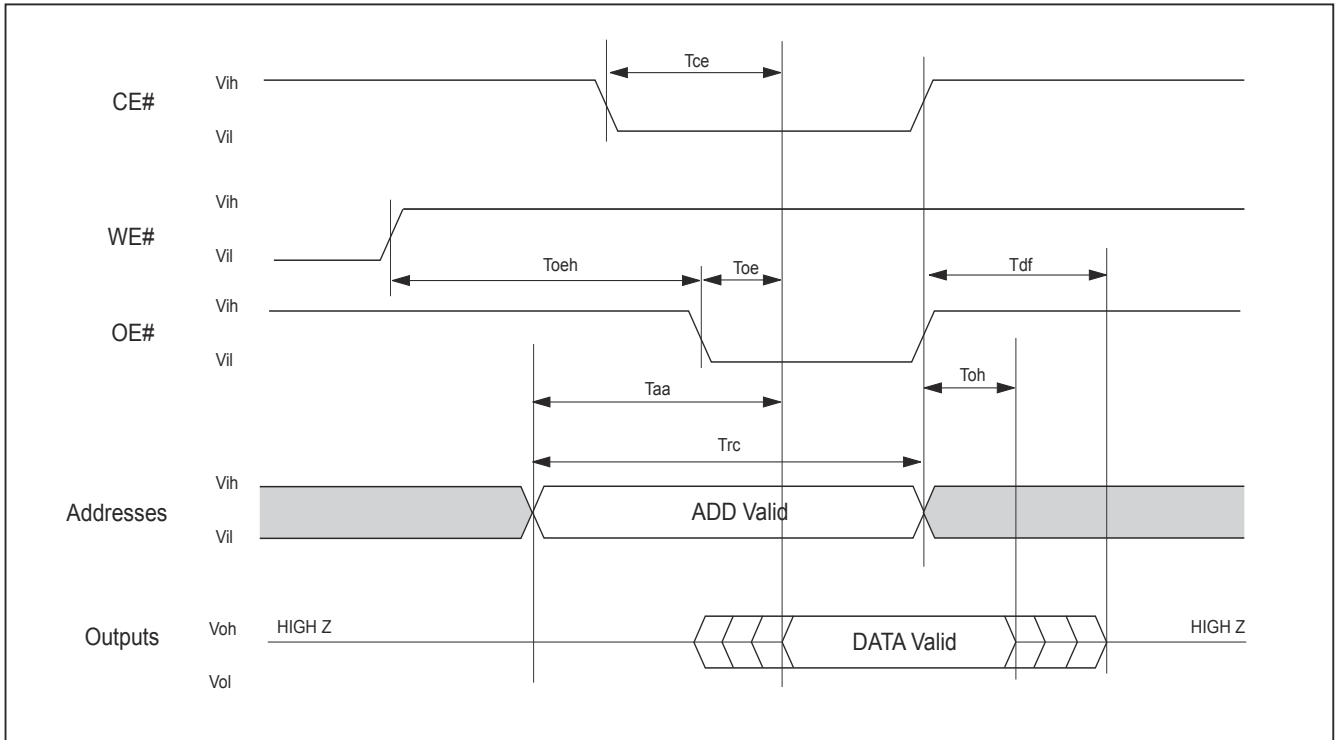 Tce
Vih
CE#
Vil
Vih
WE#
Vil
Toeh
Toe
Tdf
Vih
OE#
Vil
Toh
Taa
Trc
Vih
Addresses
ADD Valid
Vil
Outputs
Voh
HIGH Z
DATA Valid
HIGH Z
Vol